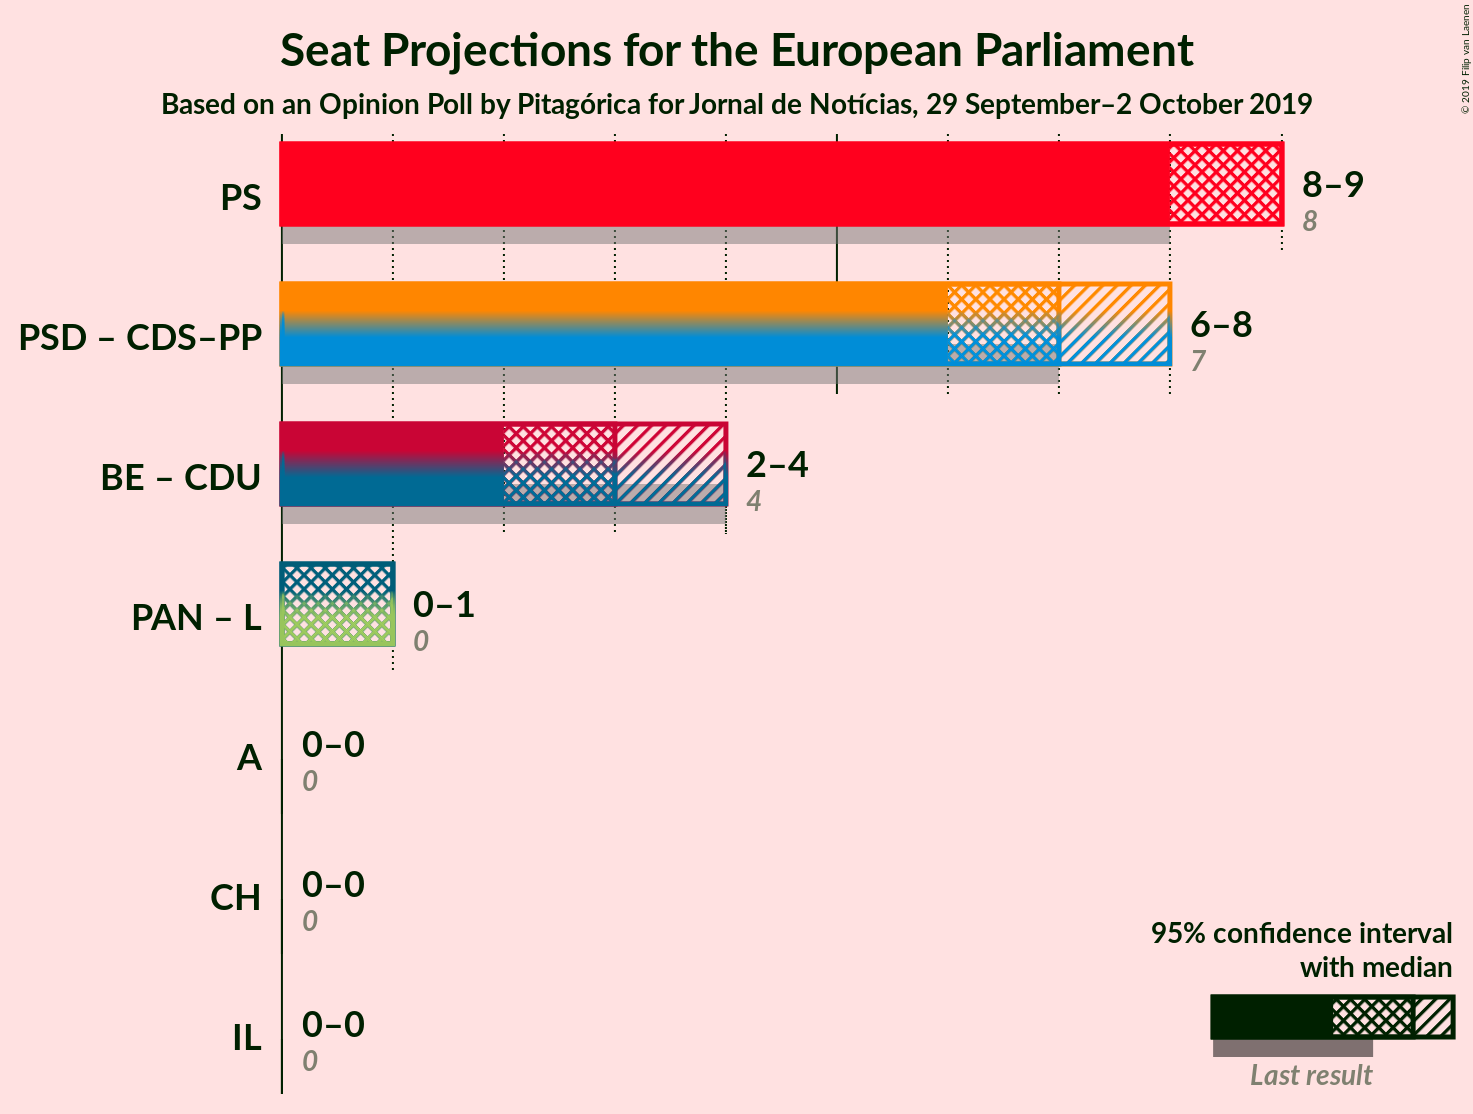 Seat Projections for the European Parliament
Based on an Opinion Poll by Pitagórica for Jornal de Notícias, 29 September–2 October 2019
© 2019 Filip van Laenen
PS
8–9
8
PSD – CDS–PP
6–8
7
BE – CDU
2–4
4
PAN – L
0–1
0
A
0–0
0
CH
0–0
0
IL
0–0
0
95% confidence interval
with median
Last result